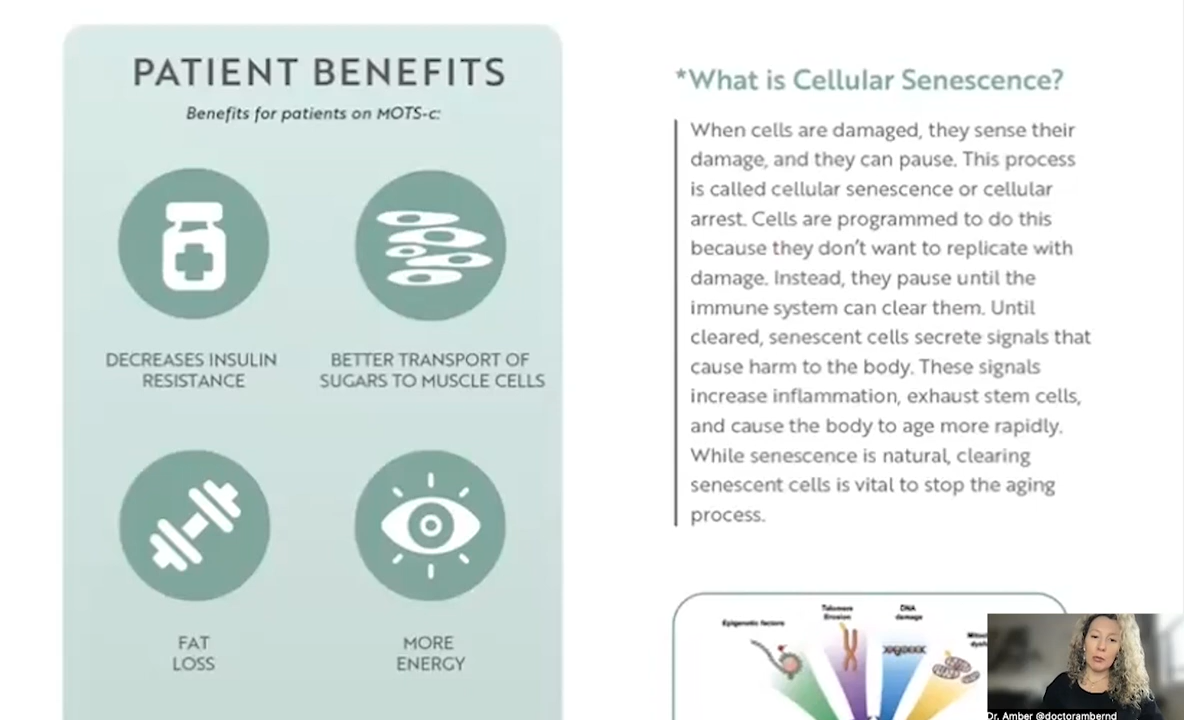 PATIENT BENEFITS
Benefits for patients on MOTS-c:
DECREASES INSULIN
RESISTANCE
BETTER TRANSPORT OF
SUGARS TO MUSCLE CELLS
FAT
LOSS
MORE
ENERGY
*What is Cellular Senescence?
When cells are damaged, they sense their
damage, and they can pause. This process
is called cellular senescence or cellular
arrest. Cells are programmed to do this
because they don't want to replicate with
damage. Instead, they pause until the
immune system can clear them. Until
cleared, senescent cells secrete signals that
cause harm to the body. These signals
increase inflammation, exhaust stem cells,
and cause the body to age more rapidly.
While senescence is natural, clearing
senescent cells is vital to stop the aging
process.
Epigenetic factors
Telomere
Erosion
DNA
damage
Dr. Amber @doctorambernd